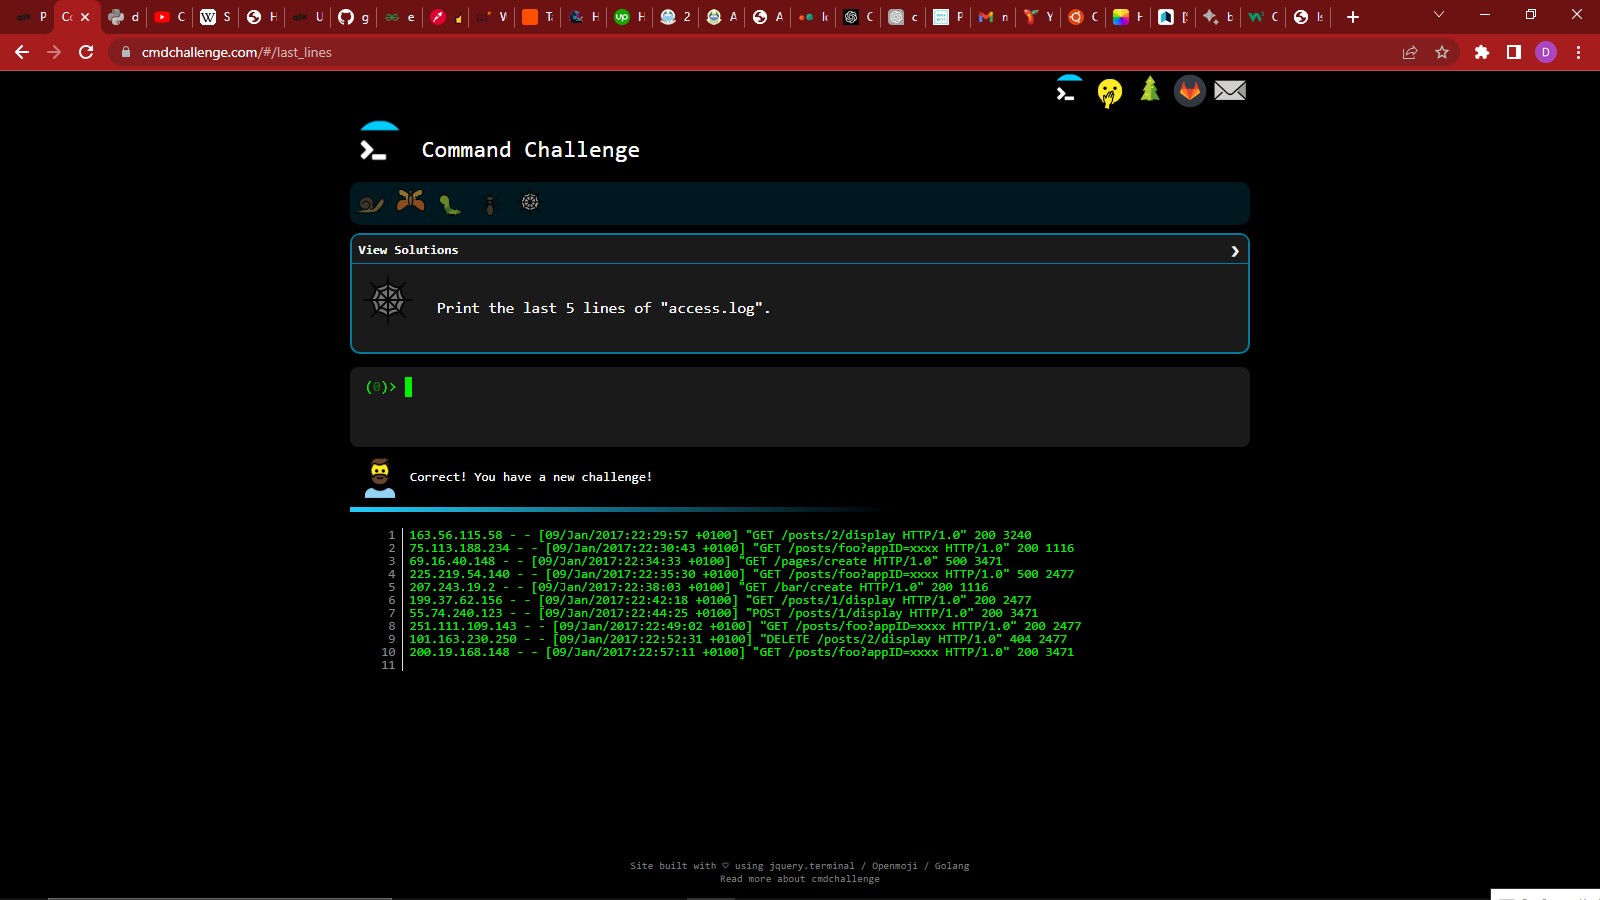 cmdchallenge.com/#/last_lines
D
Command Challenge
View Solutions
Print the last 5 lines of "access.log".
(0)>
Correct! You have a new challenge!
1 163.56.115.58 - - [09/Jan/2017:22:29:57 +0100] "GET /posts/2/display HTTP/1.0" 200 3240
2 75.113.188.234 - - [09/Jan/2017:22:30:43 +0100] "GET /posts/foo?appID=xxxx HTTP/1.0" 200 1116
3 69.16.40.148 - - [09/Jan/2017:22:34:33 +0100] "GET /pages/create HTTP/1.0" 500 3471
4 225.219.54.140 - - [09/Jan/2017:22:35:30 +0100] "GET /posts/foo?appID=xxxx HTTP/1.0" 500 2477
5 207.243.19.2 - - [09/Jan/2017:22:38:03 +0100] "GET /bar/create HTTP/1.0" 200 1116
6 199.37.62.156 - - [09/Jan/2017:22:42:18 +0100] "GET /posts/1/display HTTP/1.0" 200 2477
7 55.74.240.123 - - [09/Jan/2017:22:44:25 +0100] "POST /posts/1/display HTTP/1.0" 200 3471
8 251.111.109.143 - - [09/Jan/2017:22:49:02 +0100] "GET /posts/foo?appID=xxxx HTTP/1.0" 200 2477
9 101.163.230.250 - - [09/Jan/2017:22:52:31 +0100] "DELETE /posts/2/display HTTP/1.0" 404 2477
10 200.19.168.148 - - [09/Jan/2017:22:57:11 +0100] "GET /posts/foo?appID=xxxx HTTP/1.0" 200 3471
11
Site built with ♡ using jquery.terminal / Openmoji / Golang
Read more about cmdchallenge